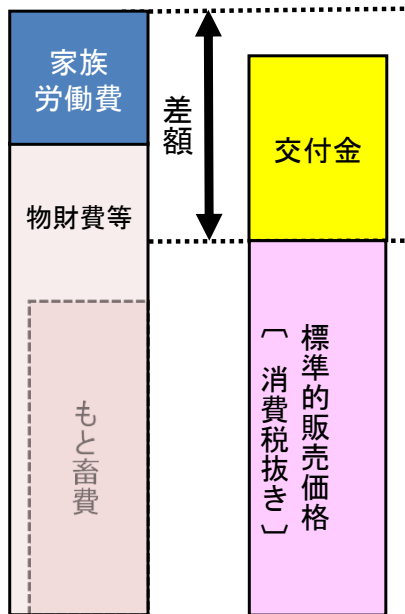 家族
労働費
差額
交付金
物財費等
標準的販売価格
〔消費税抜き〕
もと畜費